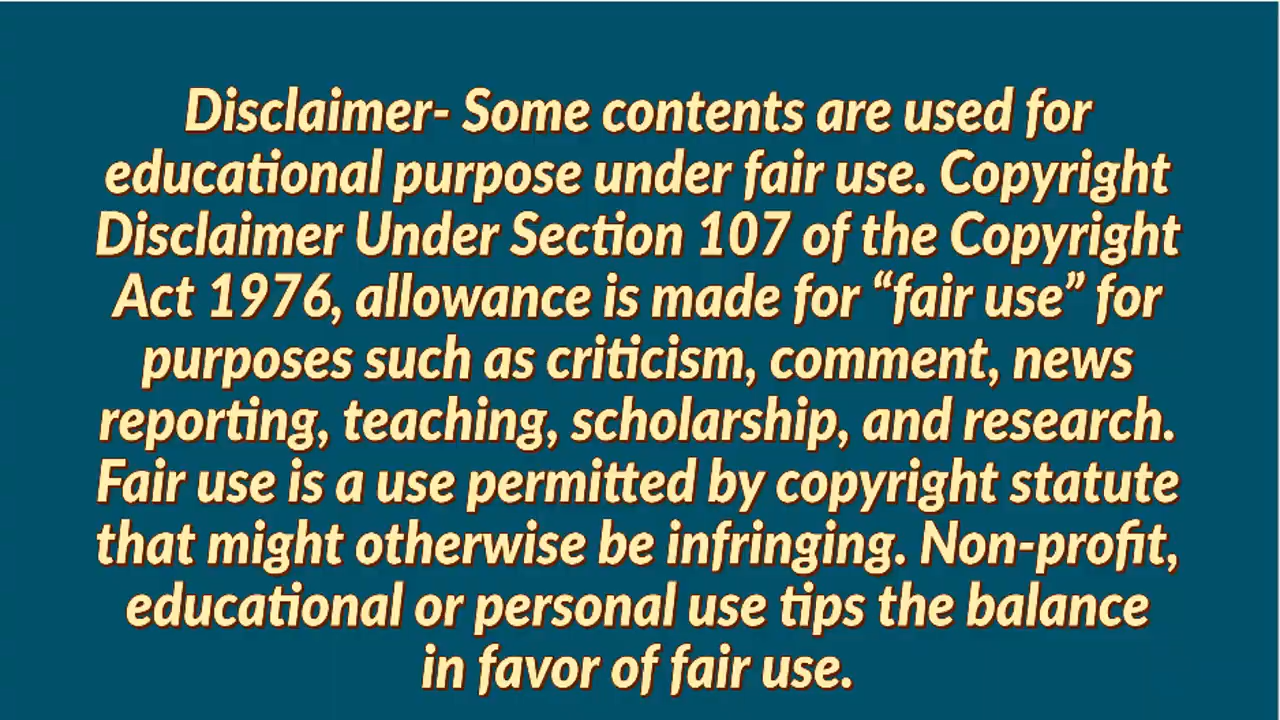 Disclaimer- Some contents are used for
educational purpose under fair use. Copyright
Disclaimer Under Section 107 of the Copyright
Act 1976, allowance is made for “fair use” for
purposes such as criticism, comment, news
reporting, teaching, scholarship, and research.
Fair use is a use permitted by copyright statute
that might otherwise be infringing. Non-profit,
educational or personal use tips the balance
in favor of fair use.